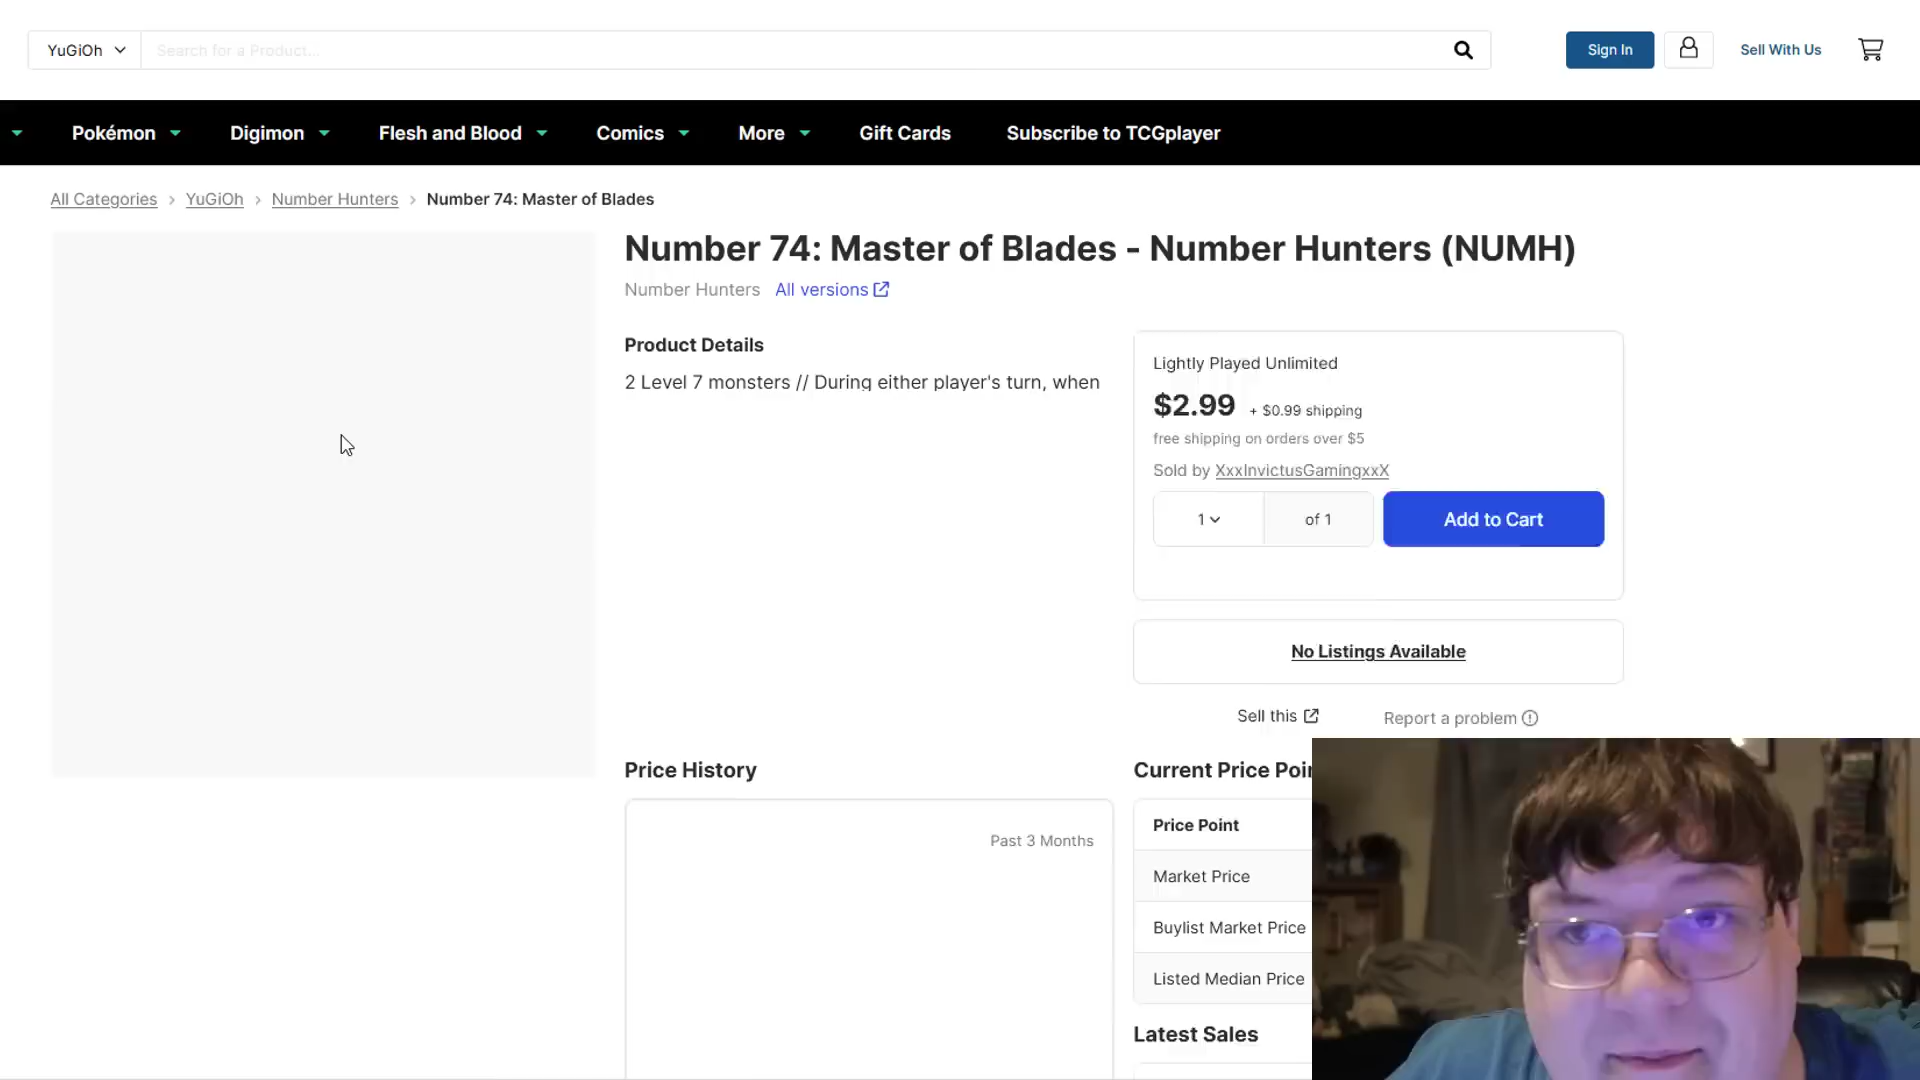 YuGiOh
Search for a Product...
Sign In
Sell With Us
Pokémon
Digimon
Flesh and Blood
Comics
More
Gift Cards
Subscribe to TCGplayer
All Categories > YuGiOh > Number Hunters > Number 74: Master of Blades
Number 74: Master of Blades - Number Hunters (NUMH)
Number Hunters All versions
Product Details
2 Level 7 monsters // During either player's turn, when
Lightly Played Unlimited
$2.99 + $0.99 shipping
free shipping on orders over $5
Sold by XxxInvictusGamingxxX
1 of 1
Add to Cart
No Listings Available
Sell this
Report a problem
Price History
Past 3 Months
Current Price Poi
Price Point
Market Price
Buylist Market Price
Listed Median Price
Latest Sales